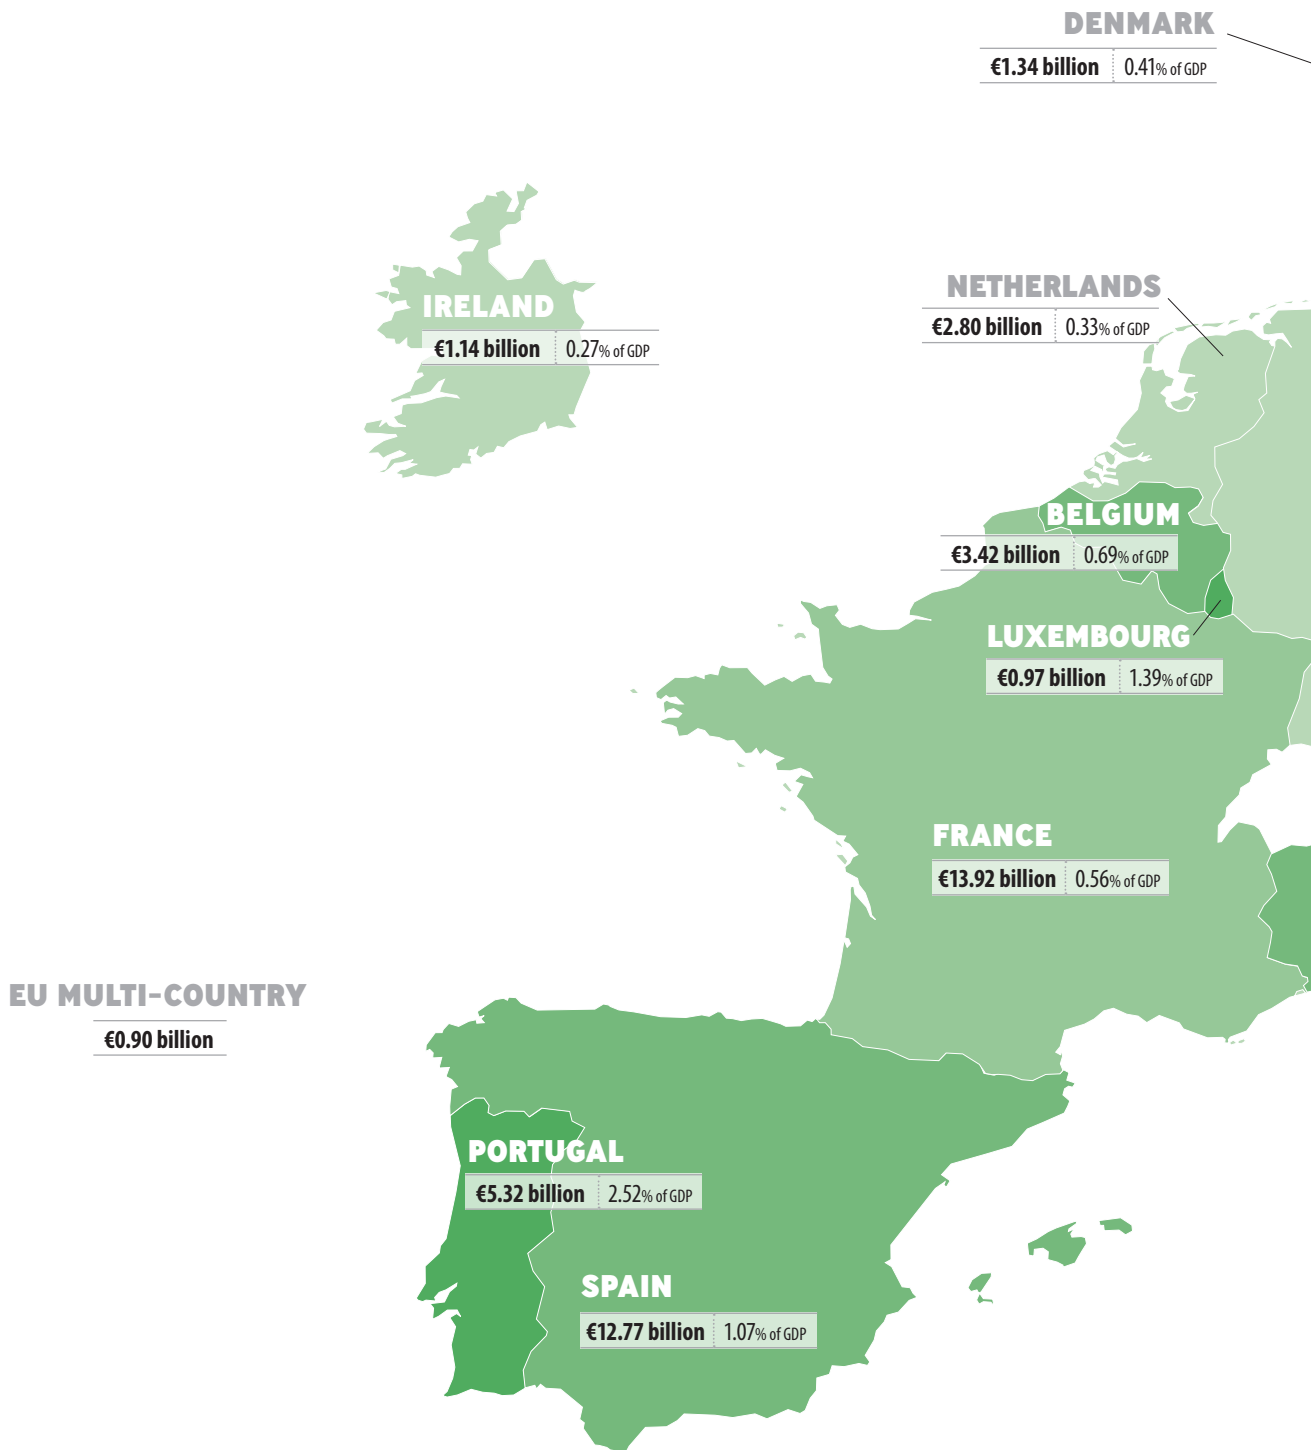 DENMARK
€1.34 billion 0.41% of GDP
IRELAND
€1.14 billion 0.27% of GDP
NETHERLANDS
€2.80 billion 0.33% of GDP
BELGIUM
€3.42 billion 0.69% of GDP
LUXEMBOURG
€0.97 billion 1.39% of GDP
FRANCE
€13.92 billion 0.56% of GDP
EU MULTI-COUNTRY
€0.90 billion
PORTUGAL
€5.32 billion 2.52% of GDP
SPAIN
€12.77 billion 1.07% of GDP